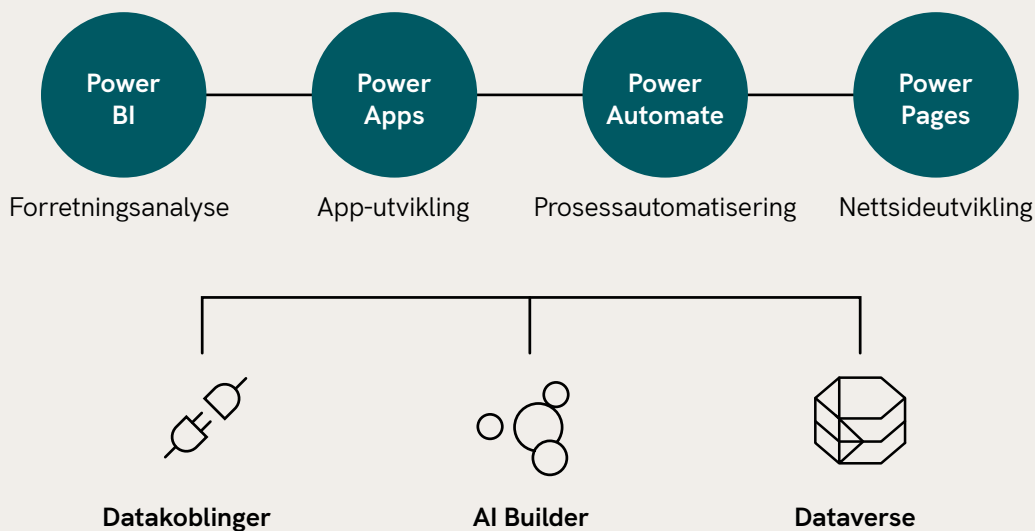 Power
BI
Power
Apps
Power
Automate
Power
Pages
Forretningsanalyse
App-utvikling
Prosessautomatisering
Nettsideutvikling
Datakoblinger
AI Builder
Dataverse